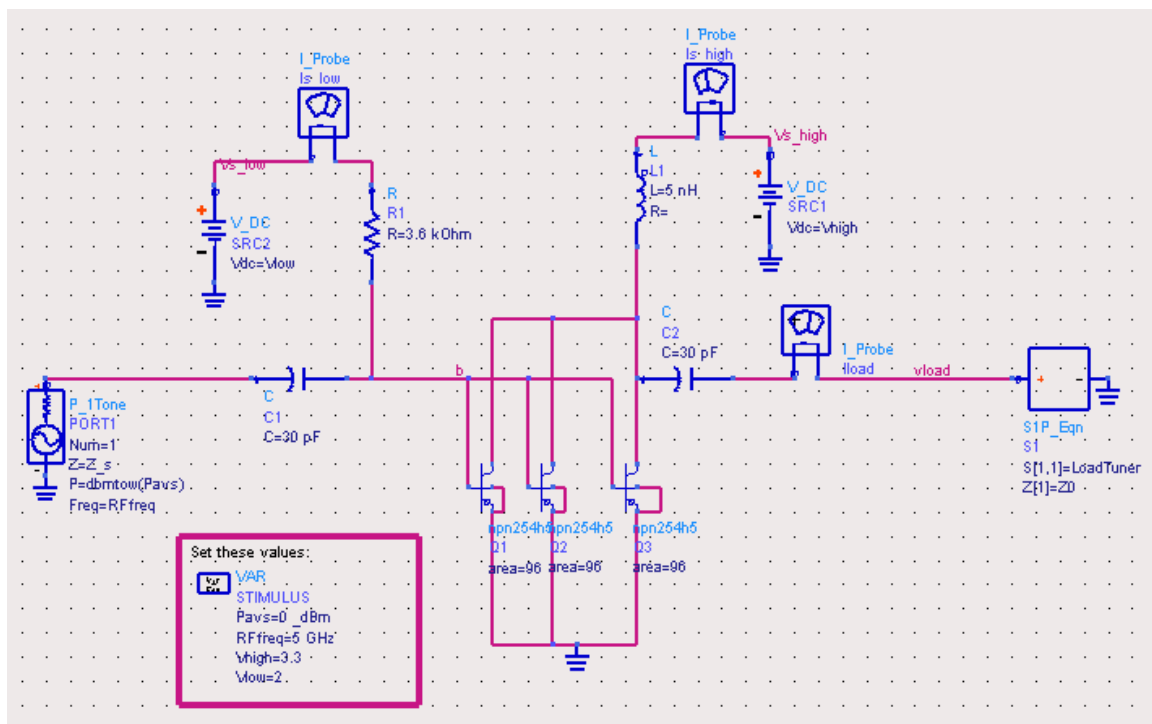 I_Probe
Is_low
I_Probe
Is_high
Vs_low
Vs_high
R
R1
R=3.6 kOhm
L
L1
L=5 nH
R=
V_DC
SRC2
Vdc=Vlow
V_DC
SRC1
Vdc=Vhigh
C
C2
C=30 pF
I_Probe
Iload
vload
b
P_1Tone
PORT1
Num=1
Z=Z_s
P=dbmtow(Pavs)
Freq=RFfreq
C
C1
C=30 pF
S1P_Eqn
S1
S[1,1]=LoadTuner
Z[1]=Z0
npn254h5
Q1
area=96
npn254h5
Q2
area=96
npn254h5
Q3
area=96
Set these values:
Var
Eqn
VAR
STIMULUS
Pavs=0 _dBm
RFfreq=5 GHz
Vhigh=3.3
Vlow=2